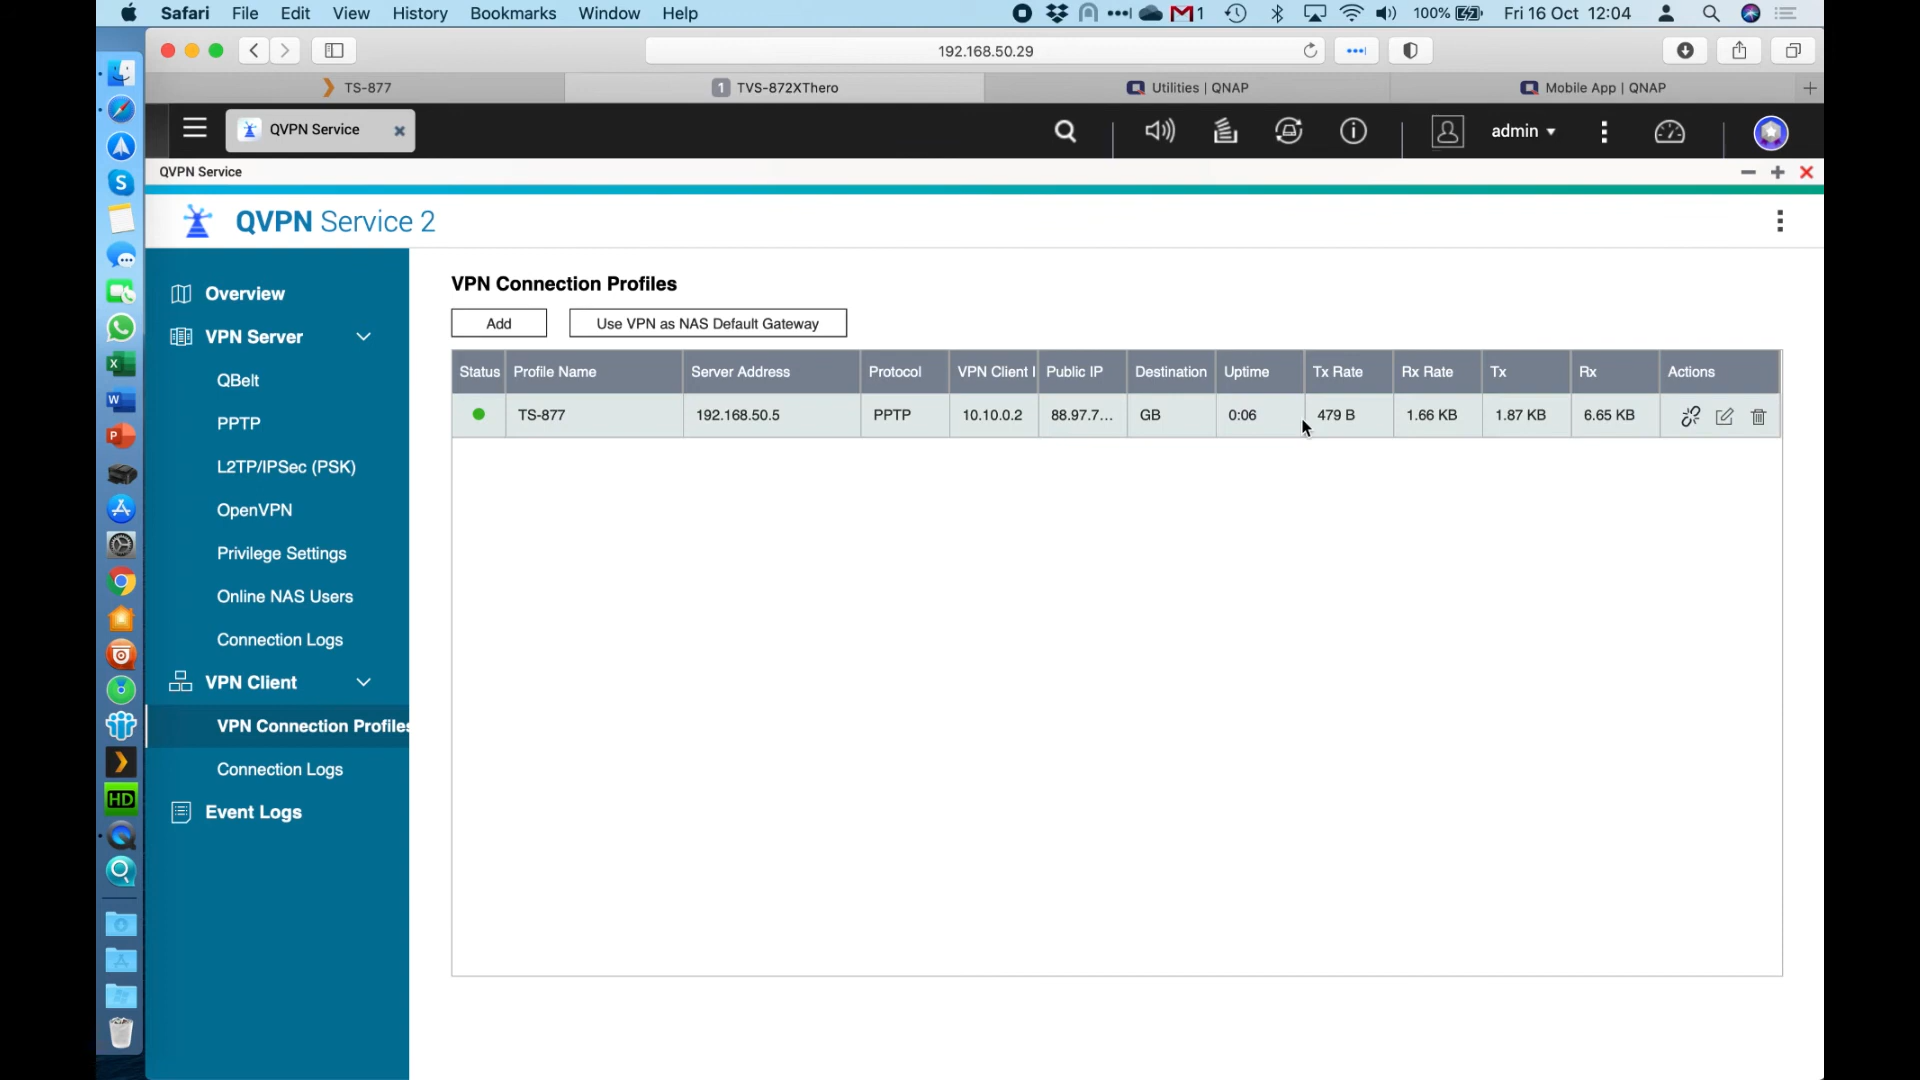 Safari File Edit View History Bookmarks Window Help 1 100% Fri 16 Oct 12:04
192.168.50.29
TS-877 1 TVS-872XThero Utilities | QNAP Mobile App | QNAP
QVPN Service admin
QVPN Service
QVPN Service 2
Overview
VPN Server
QBelt
PPTP
L2TP/IPSec (PSK)
OpenVPN
Privilege Settings
Online NAS Users
Connection Logs
VPN Client
VPN Connection Profiles
Connection Logs
Event Logs
VPN Connection Profiles
Add Use VPN as NAS Default Gateway
Status Profile Name Server Address Protocol VPN Client I Public IP Destination Uptime Tx Rate Rx Rate Tx Rx Actions
TS-877 192.168.50.5 PPTP 10.10.0.2 88.97.7... GB 0:06 479 B 1.66 KB 1.87 KB 6.65 KB
HD